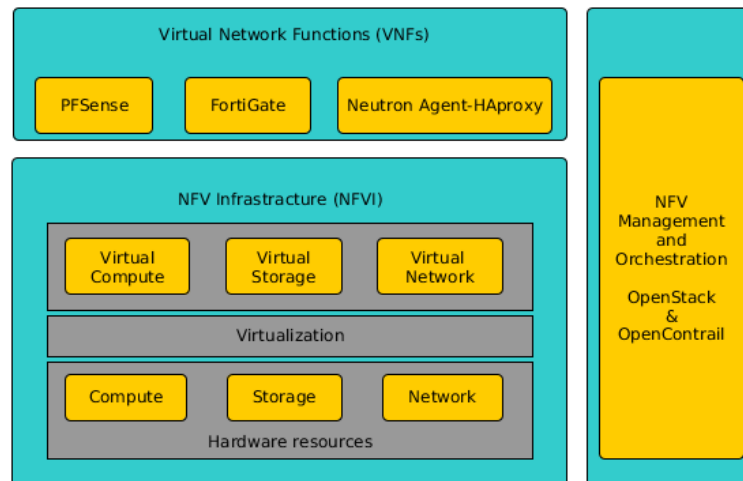 Virtual Network Functions (VNFs)
PFSense
FortiGate
Neutron Agent-HAproxy
NFV Infrastracture (NFVI)
Virtual
Compute
Virtual
Storage
Virtual
Network
Virtualization
Compute
Storage
Network
Hardware resources
NFV
Management
and
Orchestration
OpenStack
&
OpenContrail